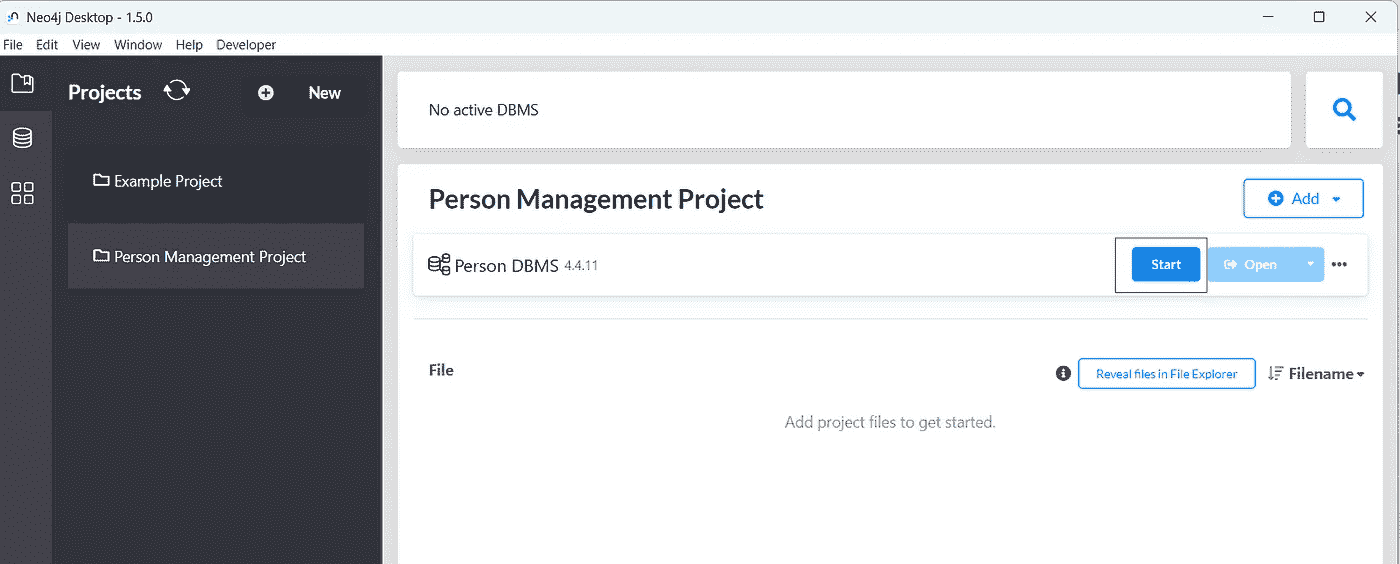 Neo4j Desktop - 1.5.0
File Edit View Window Help Developer
Projects New
Example Project
Person Management Project
No active DBMS
Person Management Project
Add
Person DBMS 4.4.11
Start Open
File
Reveal files in File Explorer Filename
Add project files to get started.